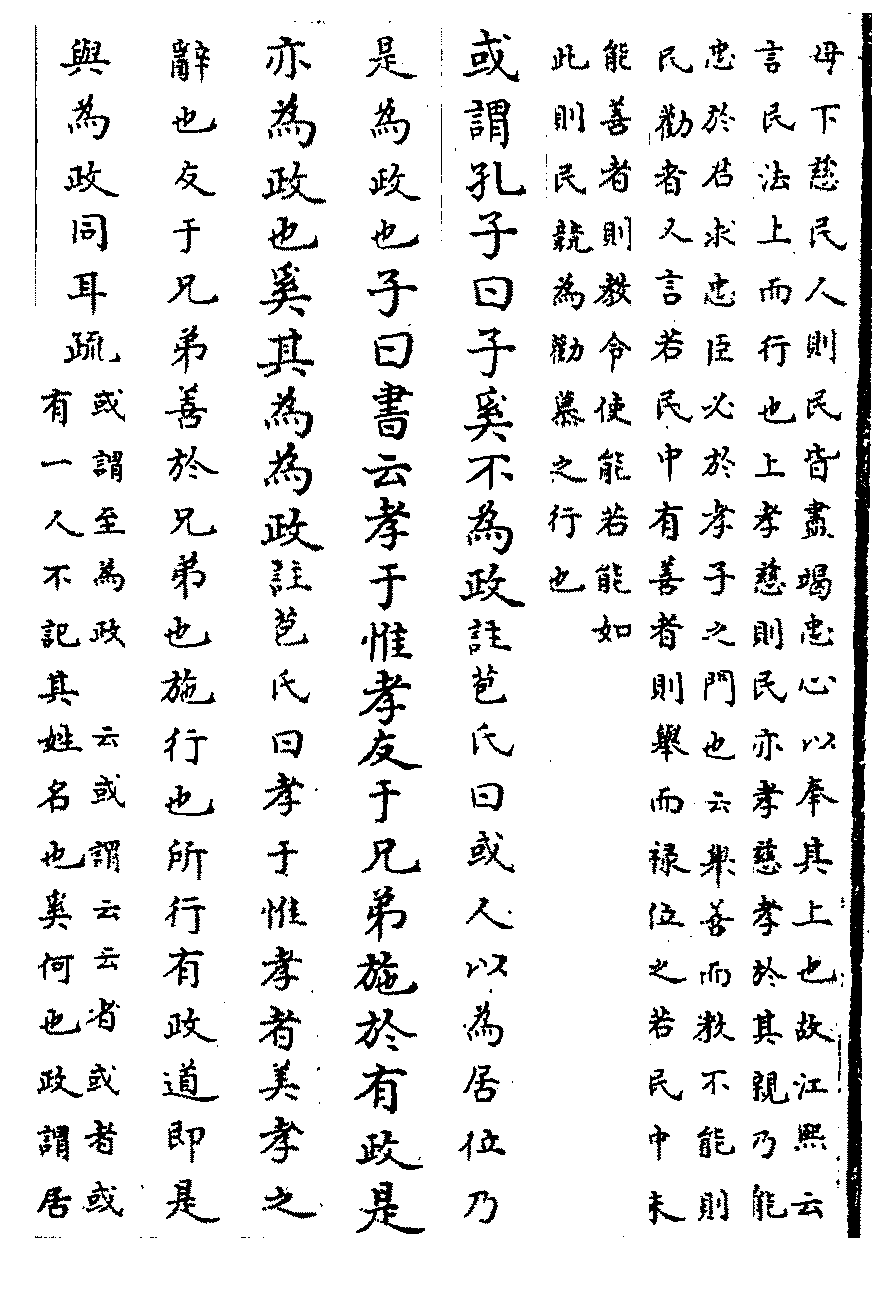 母下慈民人則民皆盡竭忠心以奉其上也故江熙云
言民法上而行也上孝慈則民亦孝慈孝於其親乃能
忠於君求忠臣必於孝子之門也云舉善而教不能則
民勸者又言若民中有善者則舉而祿位之若民中未
能善者則教令使能若能如
此則民競為勸慕之行也
或謂孔子曰子奚不為政註苞氏曰或人以為居位乃
是為政也子曰書云孝于惟孝友于兄弟施於有政是
亦為政也奚其為為政註苞氏曰孝于惟孝者美孝之
辭也友于兄弟善於兄弟也施行也所行有政道即是
與為政同耳疏
或謂至為政　云或謂云云者或者或
有一人不記其姓名也奚何也政謂居